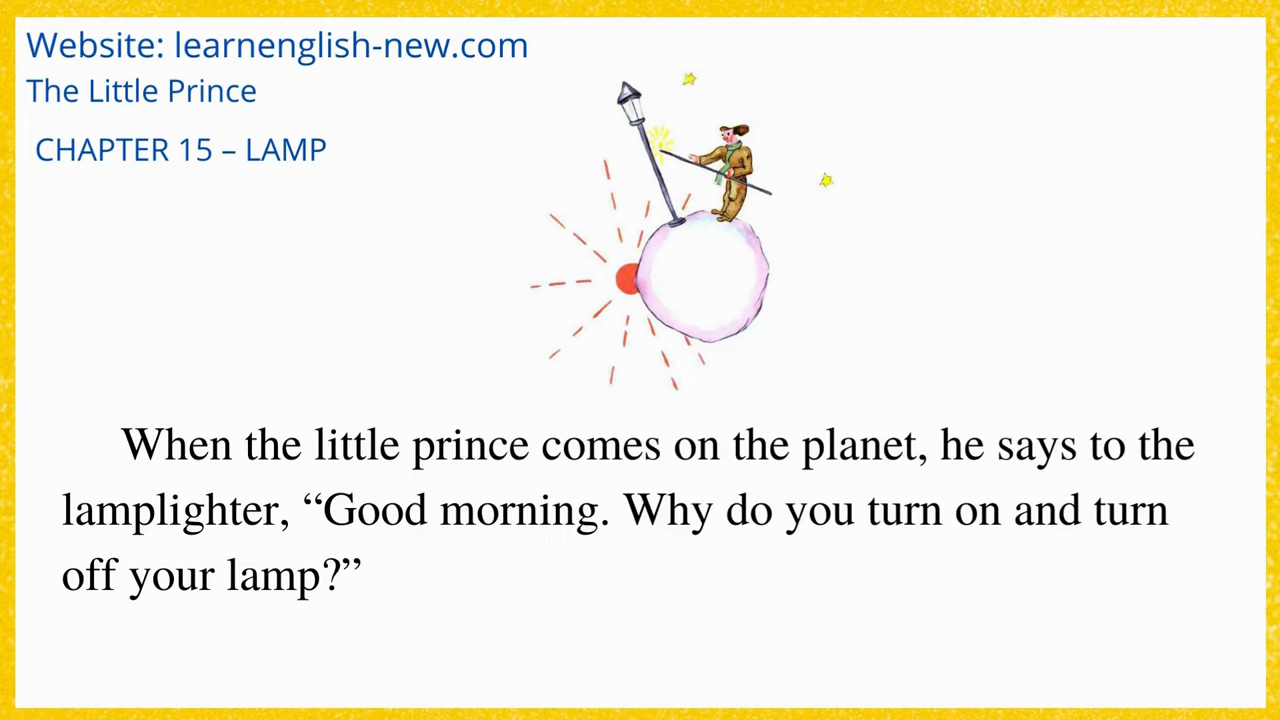 Website: learnenglish-new.com
The Little Prince
CHAPTER 15 – LAMP
When the little prince comes on the planet, he says to the
lamplighter, “Good morning. Why do you turn on and turn
off your lamp?”